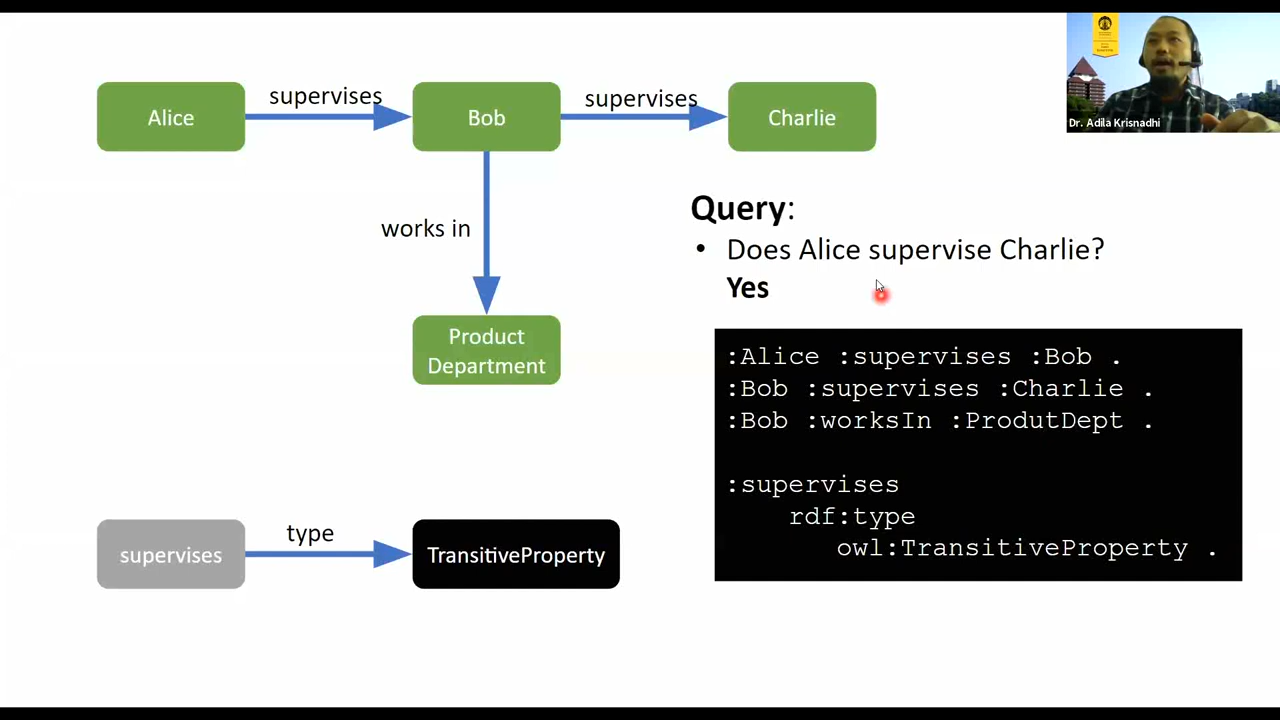 supervises
supervises
Alice
Bob
Charlie
Dr. Adila Krisnadhi
works in
Query:
• Does Alice supervise Charlie?
Yes
Product
Department
:Alice :supervises :Bob .
:Bob :supervises :Charlie .
:Bob :worksIn :ProdutDept .
:supervises
rdf:type
owl:TransitiveProperty .
type
supervises
TransitiveProperty